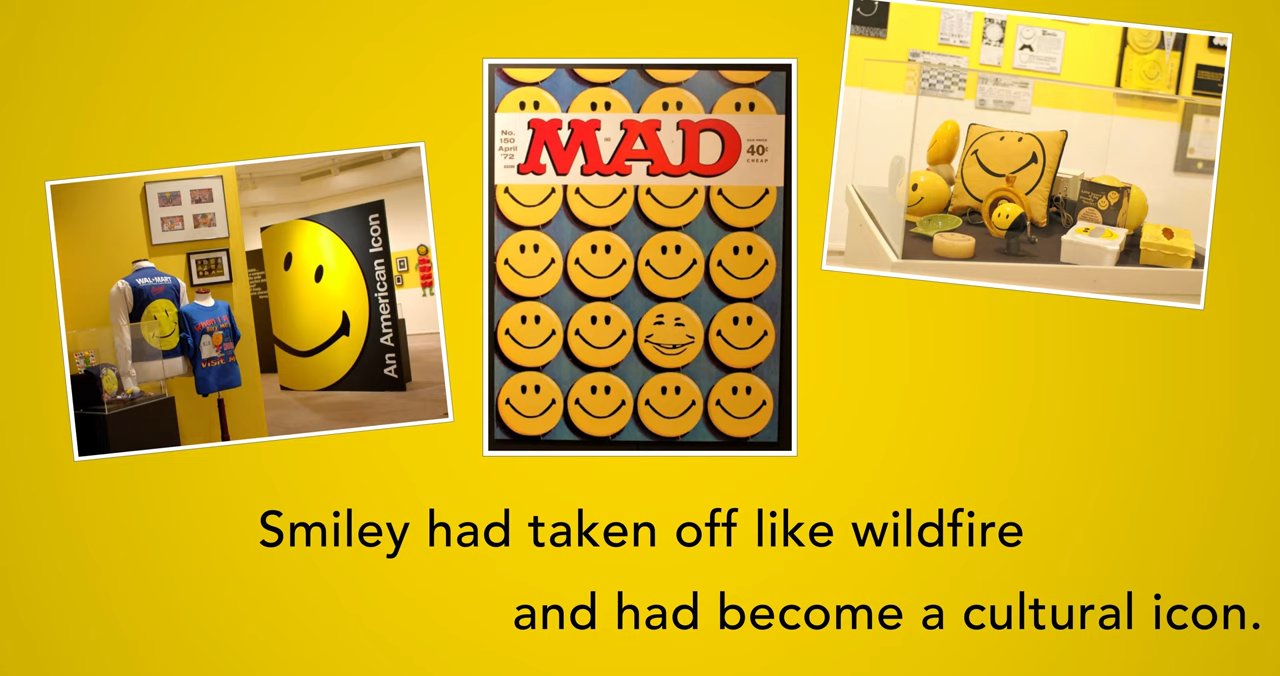 WAL-MART
An American Icon
No.
150
April
'72
MAD
40¢
CHEAP
Smiley had taken off like wildfire
and had become a cultural icon.